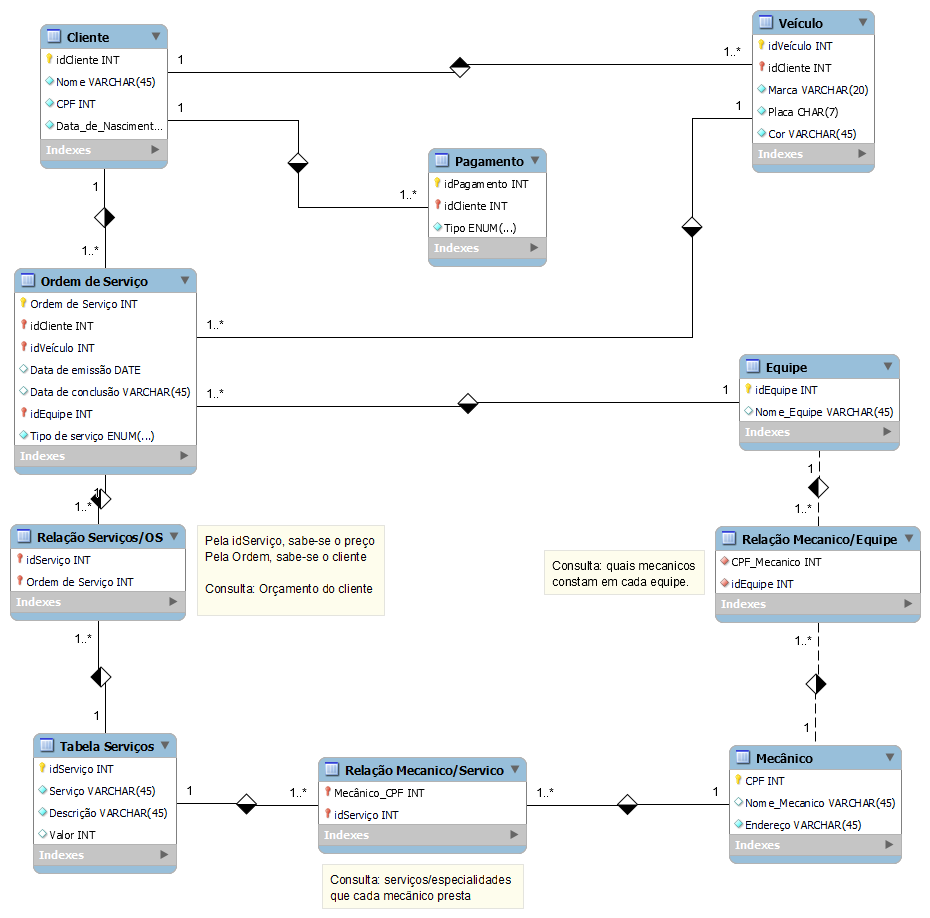 Cliente
idCliente INT
Nome VARCHAR(45)
CPF INT
Data_de_Nasciment...
Indexes
1
1..*
Veículo
idVeículo INT
idCliente INT
Marca VARCHAR(20)
Placa CHAR(7)
Cor VARCHAR(45)
Indexes
1
1..*
1
Pagamento
idPagamento INT
idCliente INT
Tipo ENUM(...)
Indexes
1
1..*
Ordem de Serviço
Ordem de Serviço INT
idCliente INT
idVeículo INT
Data de emissão DATE
Data de conclusão VARCHAR(45)
idEquipe INT
Tipo de serviço ENUM(...)
Indexes
1..*
1..*
1
Equipe
idEquipe INT
Nome_Equipe VARCHAR(45)
Indexes
1
1..*
1
1..*
Relação Serviços/OS
idServiço INT
Ordem de Serviço INT
Indexes
Pela idServiço, sabe-se o preço
Pela Ordem, sabe-se o cliente
Consulta: Orçamento do cliente
Consulta: quais mecanicos
constam em cada equipe.
Relação Mecanico/Equipe
CPF_Mecanico INT
idEquipe INT
Indexes
1..*
1
1..*
1
Tabela Serviços
idServiço INT
Serviço VARCHAR(45)
Descrição VARCHAR(45)
Valor INT
Indexes
1
1..*
Relação Mecanico/Servico
Mecânico_CPF INT
idServiço INT
Indexes
1..*
1
Mecânico
CPF INT
Nome_Mecanico VARCHAR(45)
Endereço VARCHAR(45)
Indexes
Consulta: serviços/especialidades
que cada mecânico presta